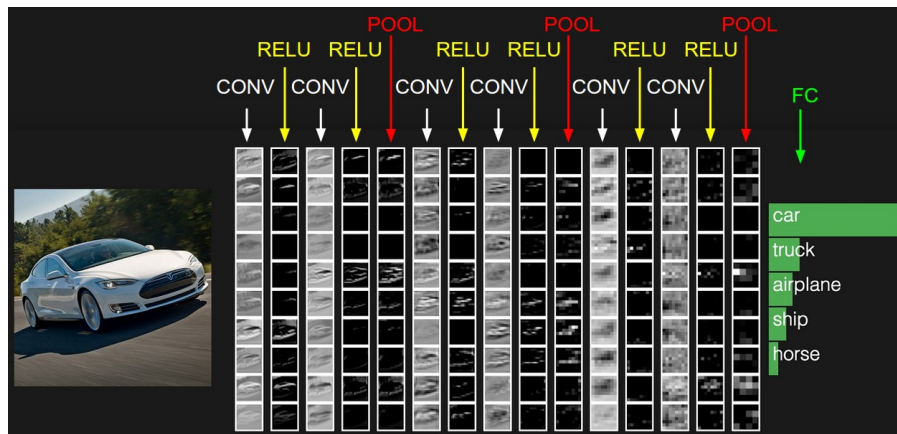 POOL POOL POOL
RELU RELU RELU RELU RELU RELU
CONV CONV CONV CONV CONV CONV
FC
car
truck
airplane
ship
horse